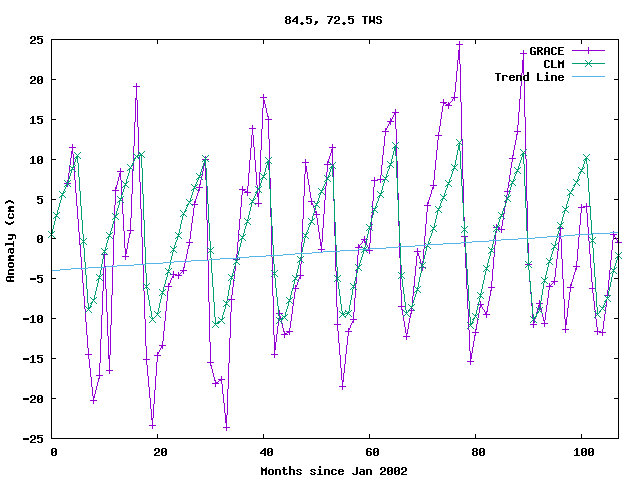 84.5, 72.5 TWS
GRACE
CLM
Trend Line
Anomaly (cm)
25
20
15
10
5
0
-5
-10
-15
-20
-25
0 20 40 60 80 100
Months since Jan 2002